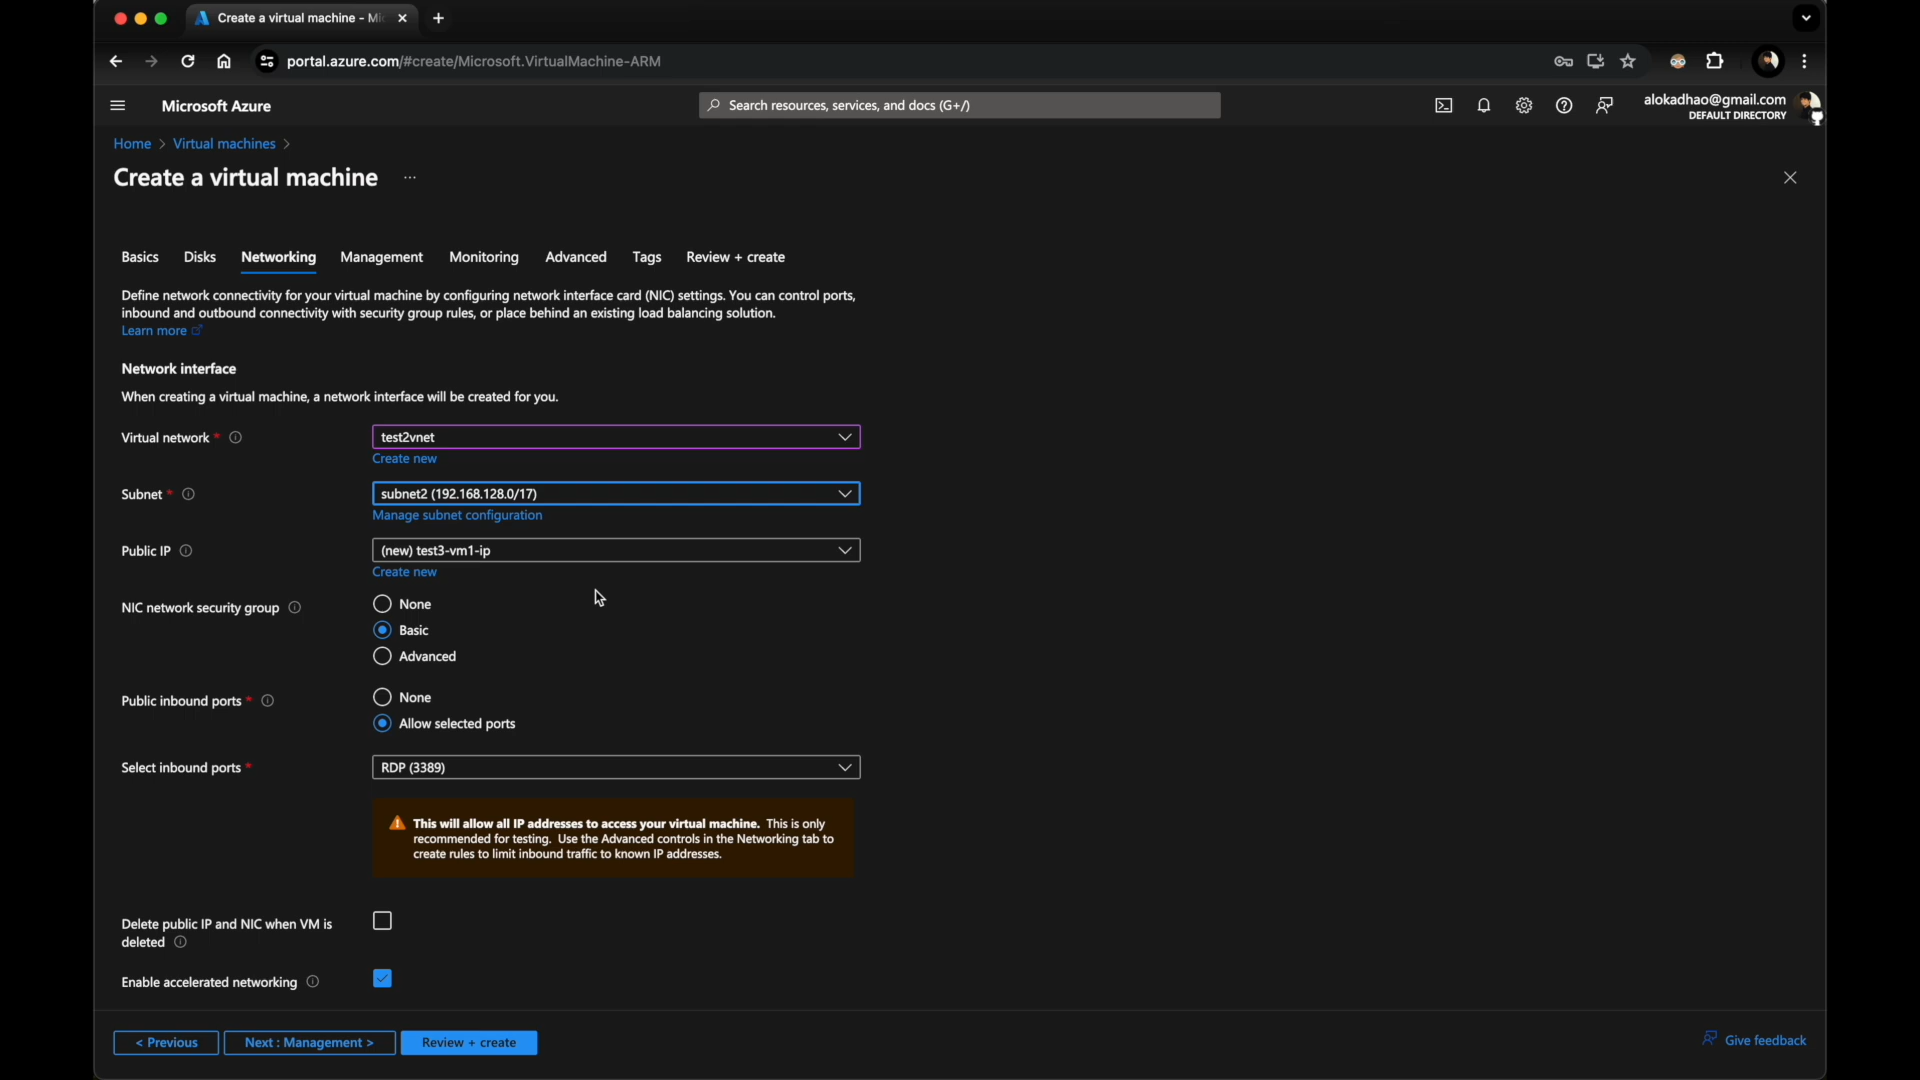 Create a virtual machine - Mi
portal.azure.com/#create/Microsoft.VirtualMachine-ARM
Microsoft Azure
Search resources, services, and docs (G+/)
alokadhao@gmail.com
DEFAULT DIRECTORY
Home > Virtual machines >
Create a virtual machine ...
Basics Disks Networking Management Monitoring Advanced Tags Review + create
Define network connectivity for your virtual machine by configuring network interface card (NIC) settings. You can control ports,
inbound and outbound connectivity with security group rules, or place behind an existing load balancing solution.
Learn more
Network interface
When creating a virtual machine, a network interface will be created for you.
Virtual network * test2vnet
Create new
Subnet * subnet2 (192.168.128.0/17)
Manage subnet configuration
Public IP (new) test3-vm1-ip
Create new
NIC network security group None
Basic
Advanced
Public inbound ports * None
Allow selected ports
Select inbound ports * RDP (3389)
This will allow all IP addresses to access your virtual machine. This is only
recommended for testing. Use the Advanced controls in the Networking tab to
create rules to limit inbound traffic to known IP addresses.
Delete public IP and NIC when VM is
deleted
Enable accelerated networking
< Previous Next : Management > Review + create
Give feedback